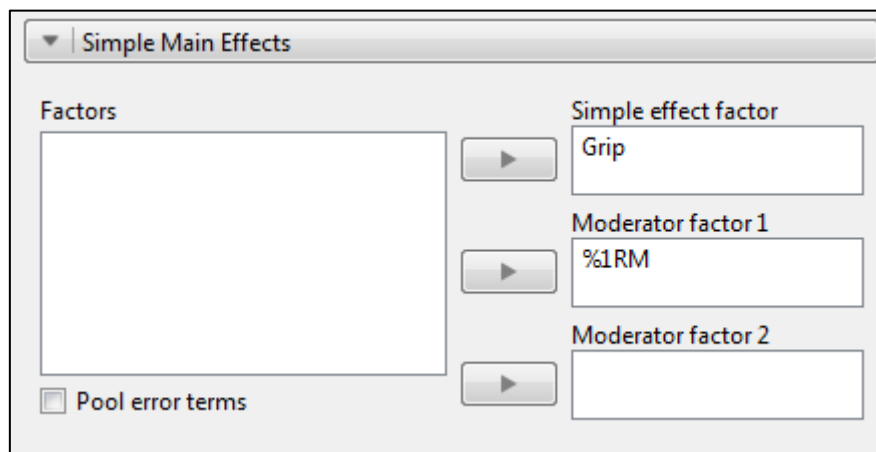 Simple Main Effects
Factors
Simple effect factor
Grip
Moderator factor 1
%1RM
Moderator factor 2
Pool error terms